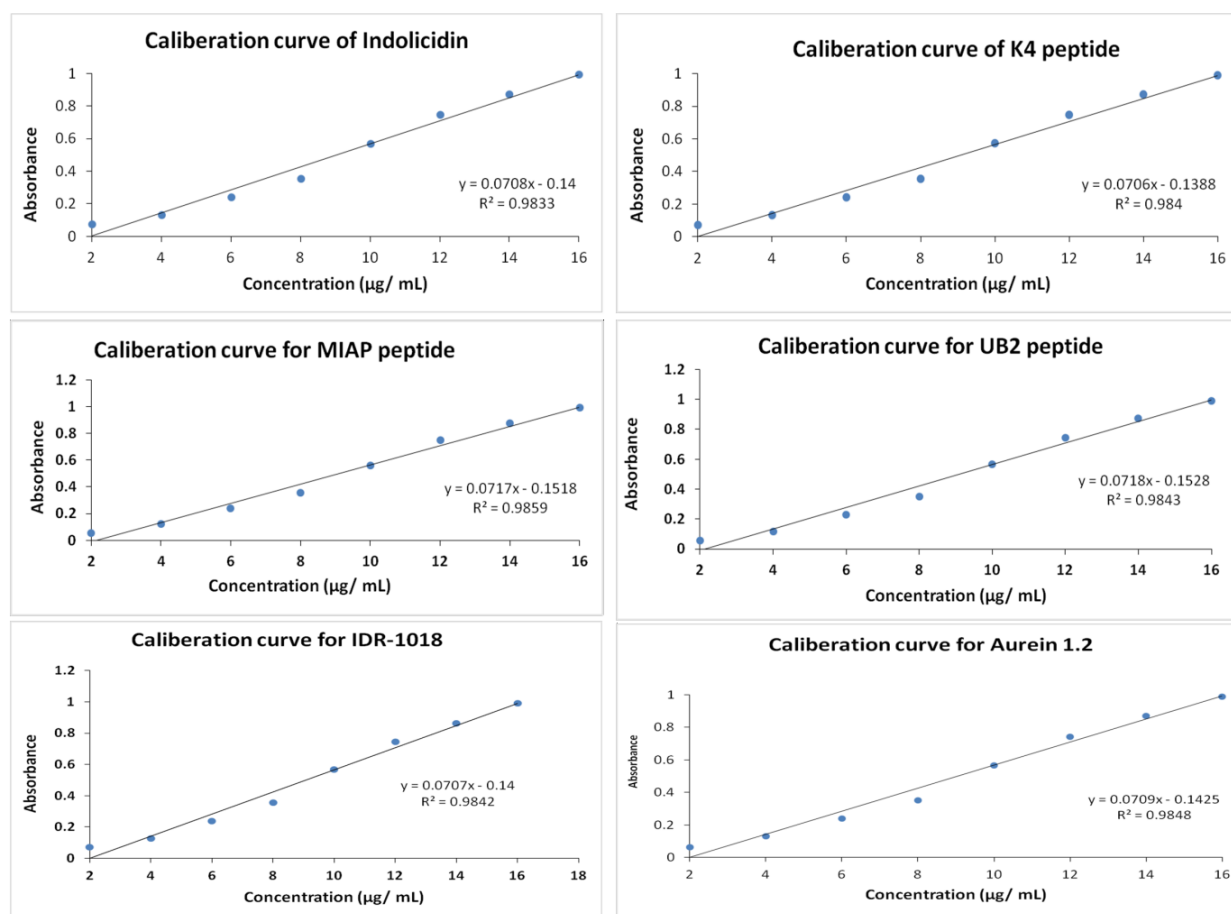 Caliberation curve of Indolicidin
1
0.8
0.6
0.4
0.2
0
Absorbance
y = 0.0708x - 0.14
R² = 0.9833
2 4 6 8 10 12 14 16
Concentration (µg/ mL)
Caliberation curve of K4 peptide
1
0.8
0.6
0.4
0.2
0
Absorbance
y = 0.0706x - 0.1388
R² = 0.984
2 4 6 8 10 12 14 16
Concentration (µg/ mL)
Caliberation curve for MIAP peptide
1.2
1
0.8
0.6
0.4
0.2
0
Absorbance
y = 0.0717x - 0.1518
R² = 0.9859
2 4 6 8 10 12 14 16
Concentration (µg/ mL)
Caliberation curve for UB2 peptide
1.2
1
0.8
0.6
0.4
0.2
0
Absorbance
y = 0.0718x - 0.1528
R² = 0.9843
2 4 6 8 10 12 14 16
Concentration (µg/ mL)
Caliberation curve for IDR-1018
1.2
1
0.8
0.6
0.4
0.2
0
Absorbance
y = 0.0707x - 0.14
R² = 0.9842
2 4 6 8 10 12 14 16 18
Concentration (µg/ mL)
Caliberation curve for Aurein 1.2
1
0.8
0.6
0.4
0.2
0
Absorbance
y = 0.0709x - 0.1425
R² = 0.9848
2 4 6 8 10 12 14 16
Concentration (µg/ mL)